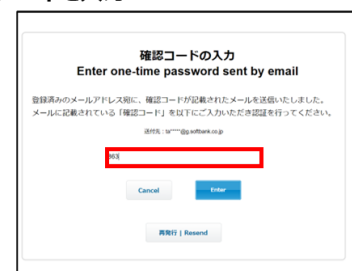 確認コードの入力
Enter one-time password sent by email
登録済みのメールアドレス宛に、確認コードが記載されたメールを送信いたしました。
メールに記載されている「確認コード」を以下にご入力いただき認証を行ってください。
送付先：ta*****@g.softbank.co.jp
Cancel
Enter
再発行 | Resend